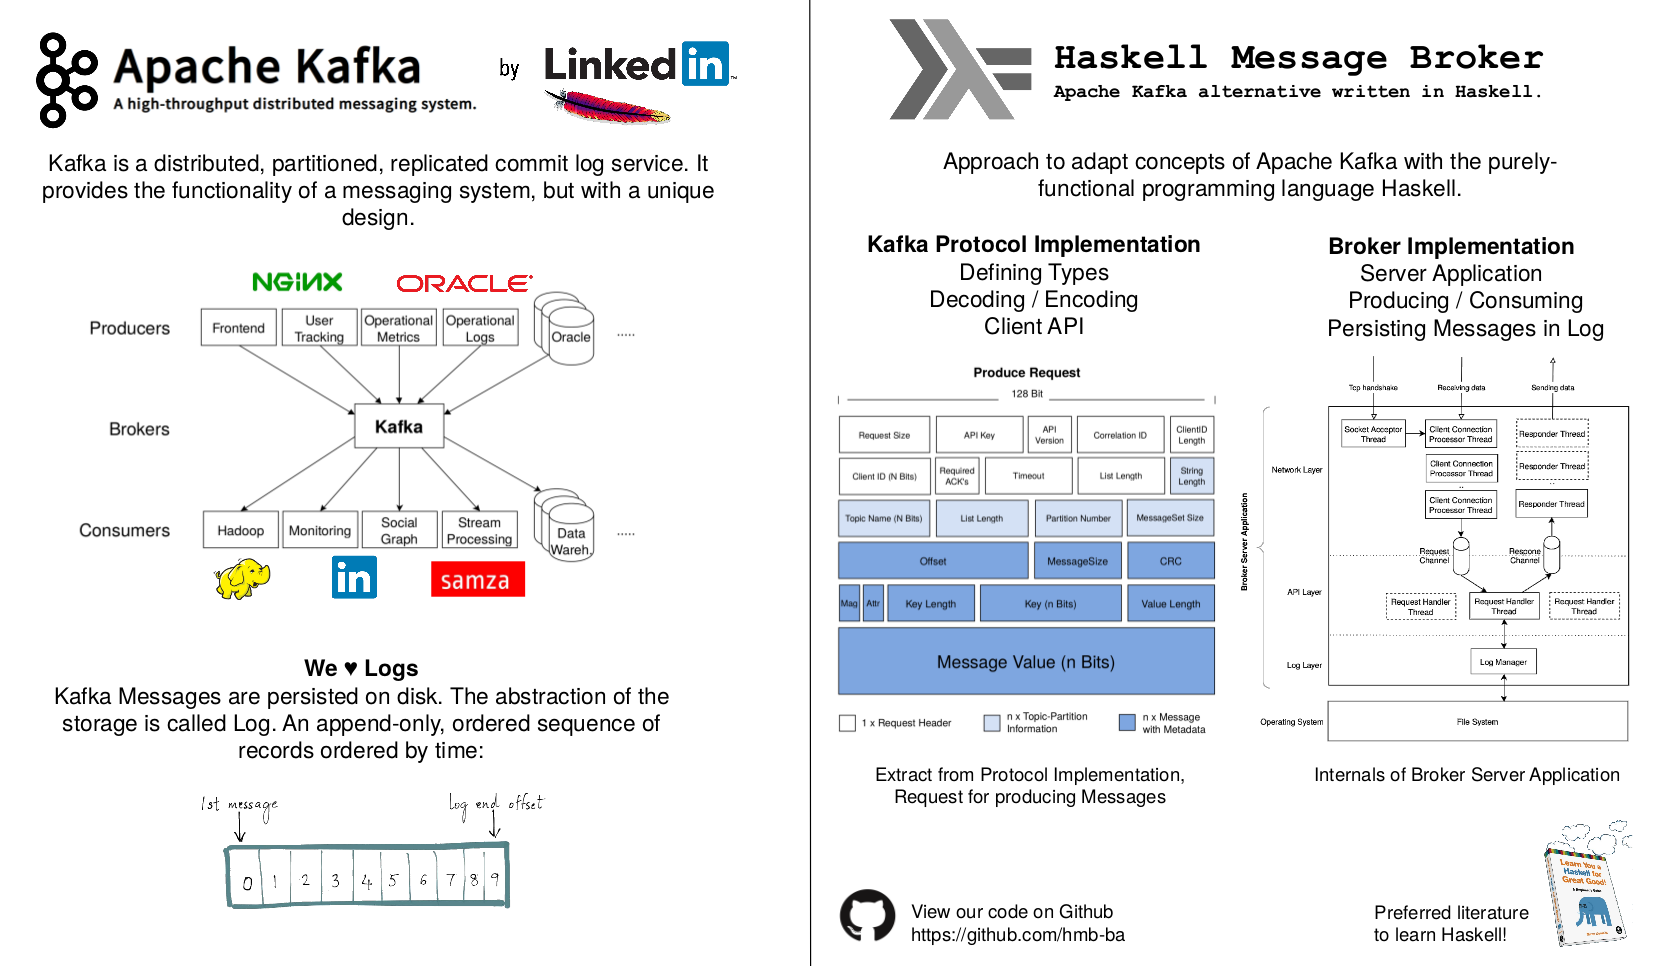 Apache Kafka
A high-throughput distributed messaging system.
by
Linked in
Kafka is a distributed, partitioned, replicated commit log service. It
provides the functionality of a messaging system, but with a unique
design.
NGINX
ORACLE
Producers
Frontend
User
Tracking
Operational
Metrics
Operational
Logs
Oracle
.....
Brokers
Kafka
Consumers
Hadoop
Monitoring
Social
Graph
Stream
Processing
Data
Wareh.
.....
in
samza
We ♥ Logs
Kafka Messages are persisted on disk. The abstraction of the
storage is called Log. An append-only, ordered sequence of
records ordered by time:
1st message
log end offset
0 1 2 3 4 5 6 7 8 9
Haskell Message Broker
Apache Kafka alternative written in Haskell.
Approach to adapt concepts of Apache Kafka with the purely-
functional programming language Haskell.
Kafka Protocol Implementation
Defining Types
Decoding / Encoding
Client API
Produce Request
128 Bit
Request Size
API Key
API
Version
Correlation ID
ClientID
Length
Client ID (N Bits)
Required
ACK's
Timeout
List Length
String
Length
Topic Name (N Bits)
List Length
Partition Number
MessageSet Size
Offset
MessageSize
CRC
Mag
Attr
Key Length
Key (n Bits)
Value Length
Message Value (n Bits)
1 x Request Header
n x Topic-Partition
Information
n x Message
with Metadata
Extract from Protocol Implementation,
Request for producing Messages
Broker Implementation
Server Application
Producing / Consuming
Persisting Messages in Log
Tcp handshake
Receiving data
Sending data
Socket Acceptor
Thread
Client Connection
Processor Thread
Responder Thread
Network Layer
Client Connection
Processor Thread
Responder Thread
..
..
Client Connection
Processor Thread
Responder Thread
Broker Server Application
Request
Channel
Respone
Channel
API Layer
Request Handler
Thread
Request Handler
Thread
Request Handler
Thread
Log Layer
Log Manager
Operating System
File System
Internals of Broker Server Application
View our code on Github
https://github.com/hmb-ba
Preferred literature
to learn Haskell!
Learn You a
Haskell for
Great Good!
A Beginner's Guide